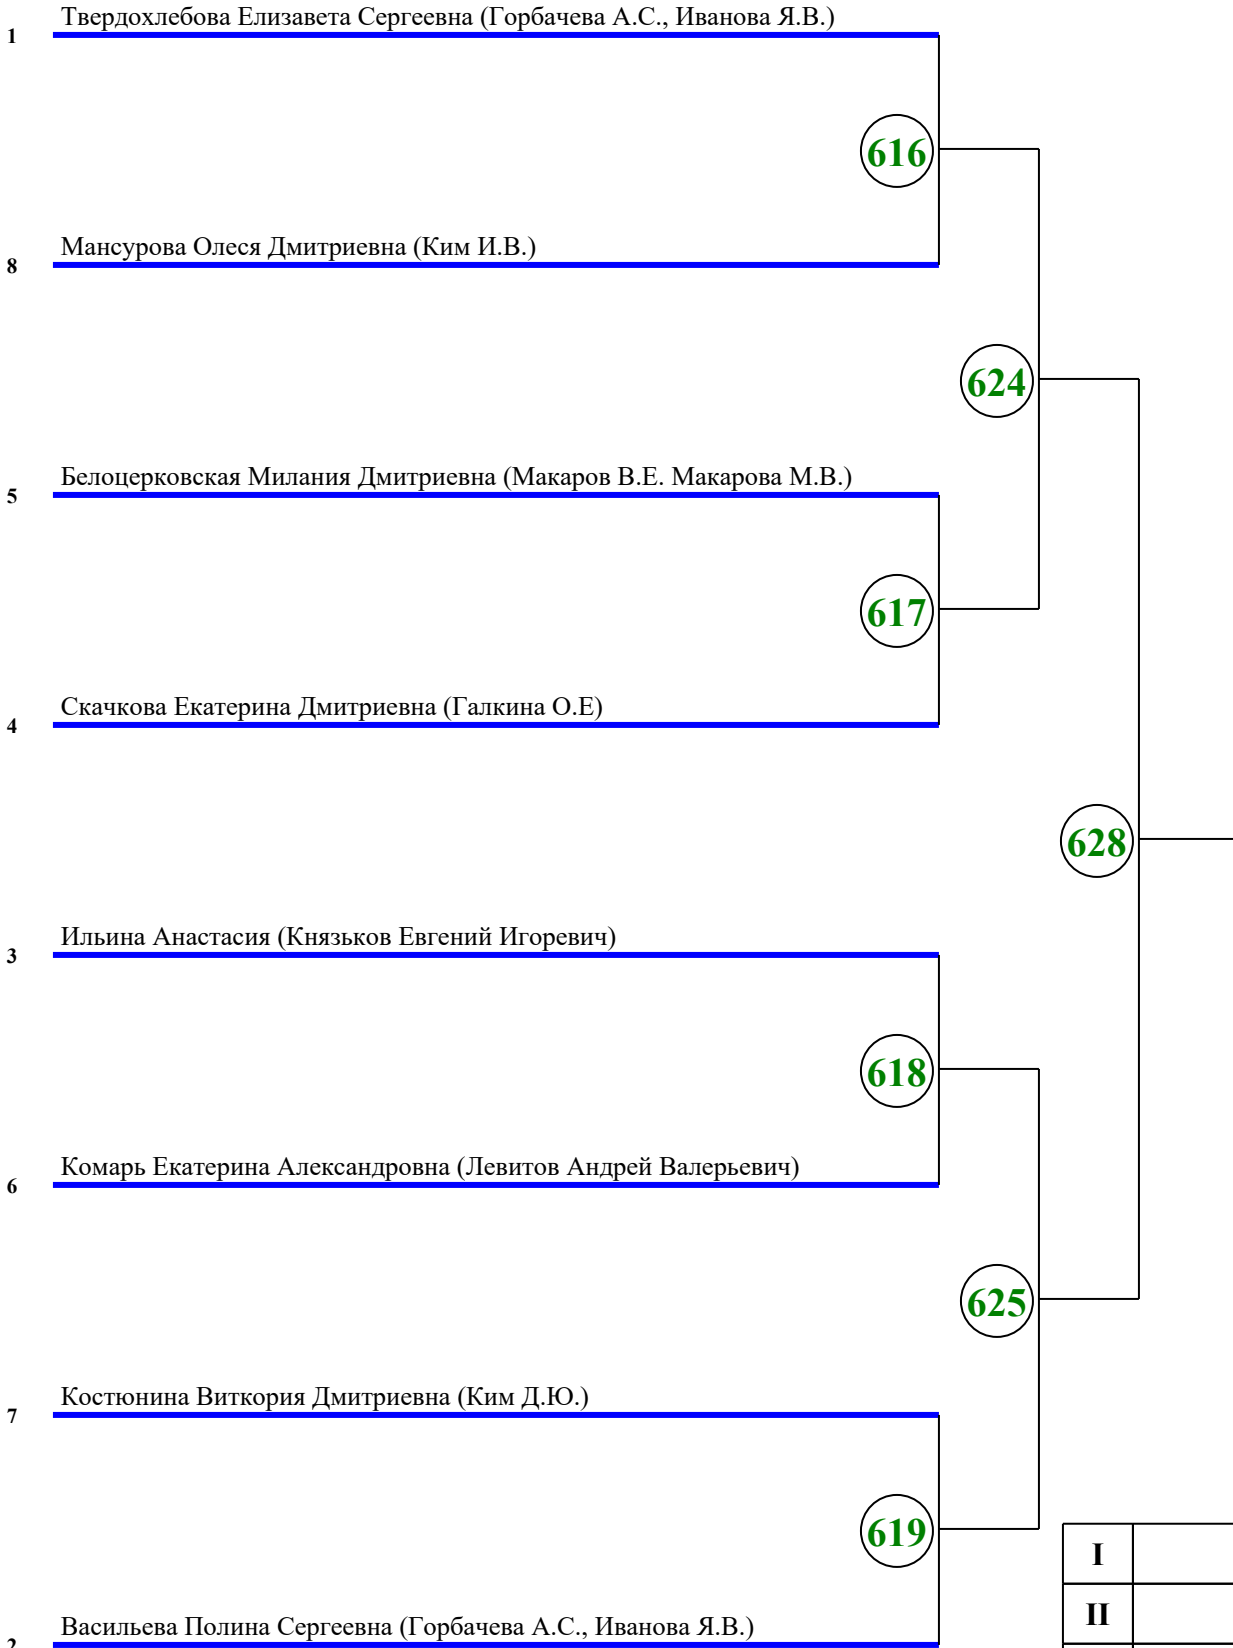 Твердохлебова Елизавета Сергеевна (Горбачева А.С., Иванова Я.В.)
1
616
Мансурова Олеся Дмитриевна (Ким И.В.)
8
624
Белоцерковская Милания Дмитриевна (Макаров В.Е. Макарова М.В.)
5
617
Скачкова Екатерина Дмитриевна (Галкина О.Е)
4
628
Ильина Анастасия (Князьков Евгений Игоревич)
3
618
Комарь Екатерина Александровна (Левитов Андрей Валерьевич)
6
625
Костюнина Виткория Дмитриевна (Ким Д.Ю.)
7
619
I
II
Васильева Полина Сергеевна (Горбачева А.С., Иванова Я.В.)
2